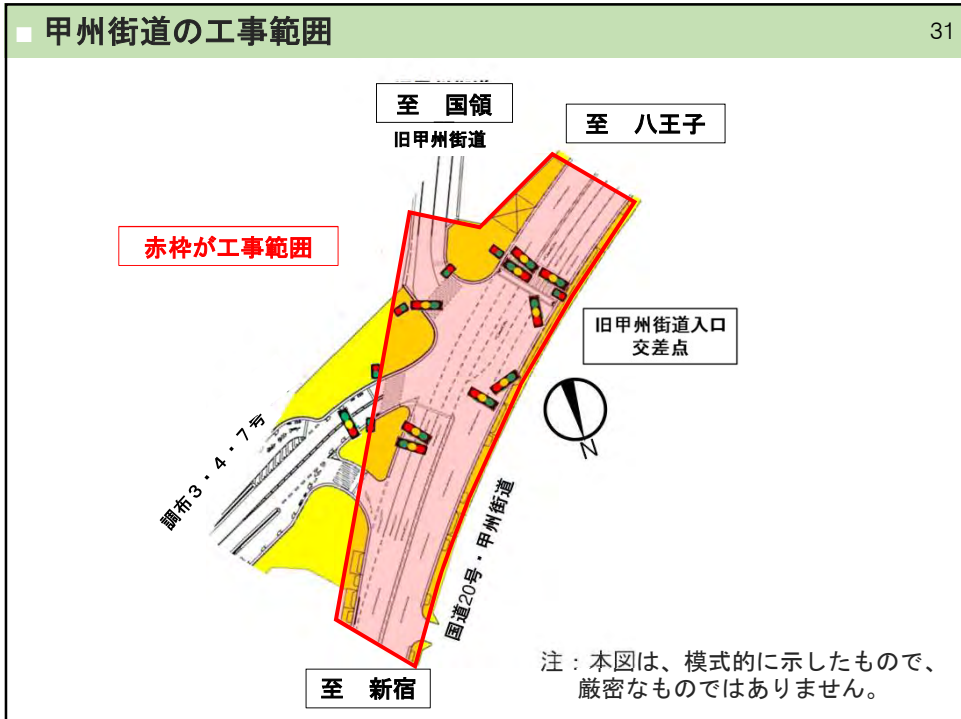 甲州街道の工事範囲
31
至　国領
旧甲州街道
至　八王子
赤枠が工事範囲
旧甲州街道入口
交差点
N
調布3・4・7号
国道20号・甲州街道
至　新宿
注：本図は、模式的に示したもので、
厳密なものではありません。